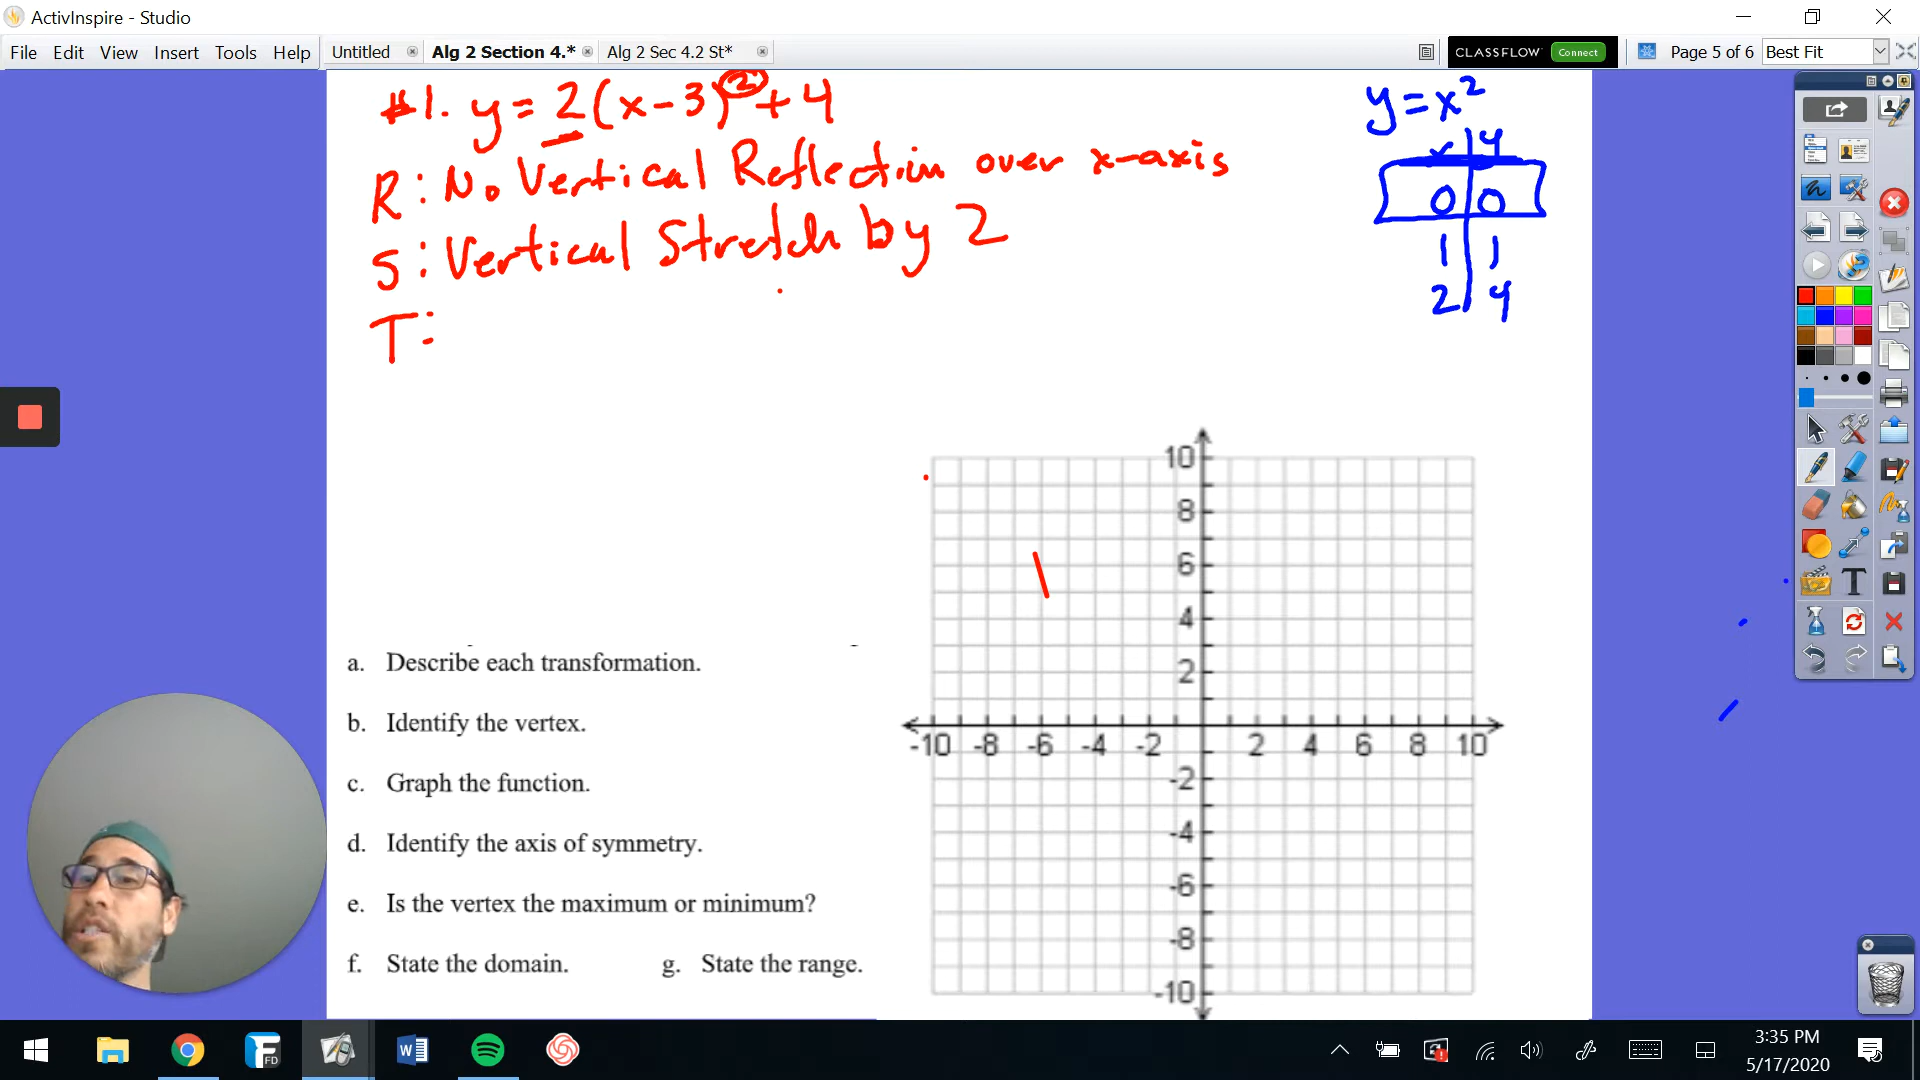 ActivInspire - Studio
File Edit View Insert Tools Help
Untitled
Alg 2 Section 4.*
Alg 2 Sec 4.2 St*
CLASSFLOW Connect
Page 5 of 6
Best Fit
#1. y = 2(x-3)² + 4
R: No Vertical Reflection over x-axis
S: Vertical Stretch by 2
T:
y = x²
x y
0 0
1 1
2 4
a. Describe each transformation.
b. Identify the vertex.
c. Graph the function.
d. Identify the axis of symmetry.
e. Is the vertex the maximum or minimum?
f. State the domain. g. State the range.
10
8
6
4
2
-10 -8 -6 -4 -2 2 4 6 8 10
-2
-4
-6
-8
-10
T
FD
W
3:35 PM
5/17/2020